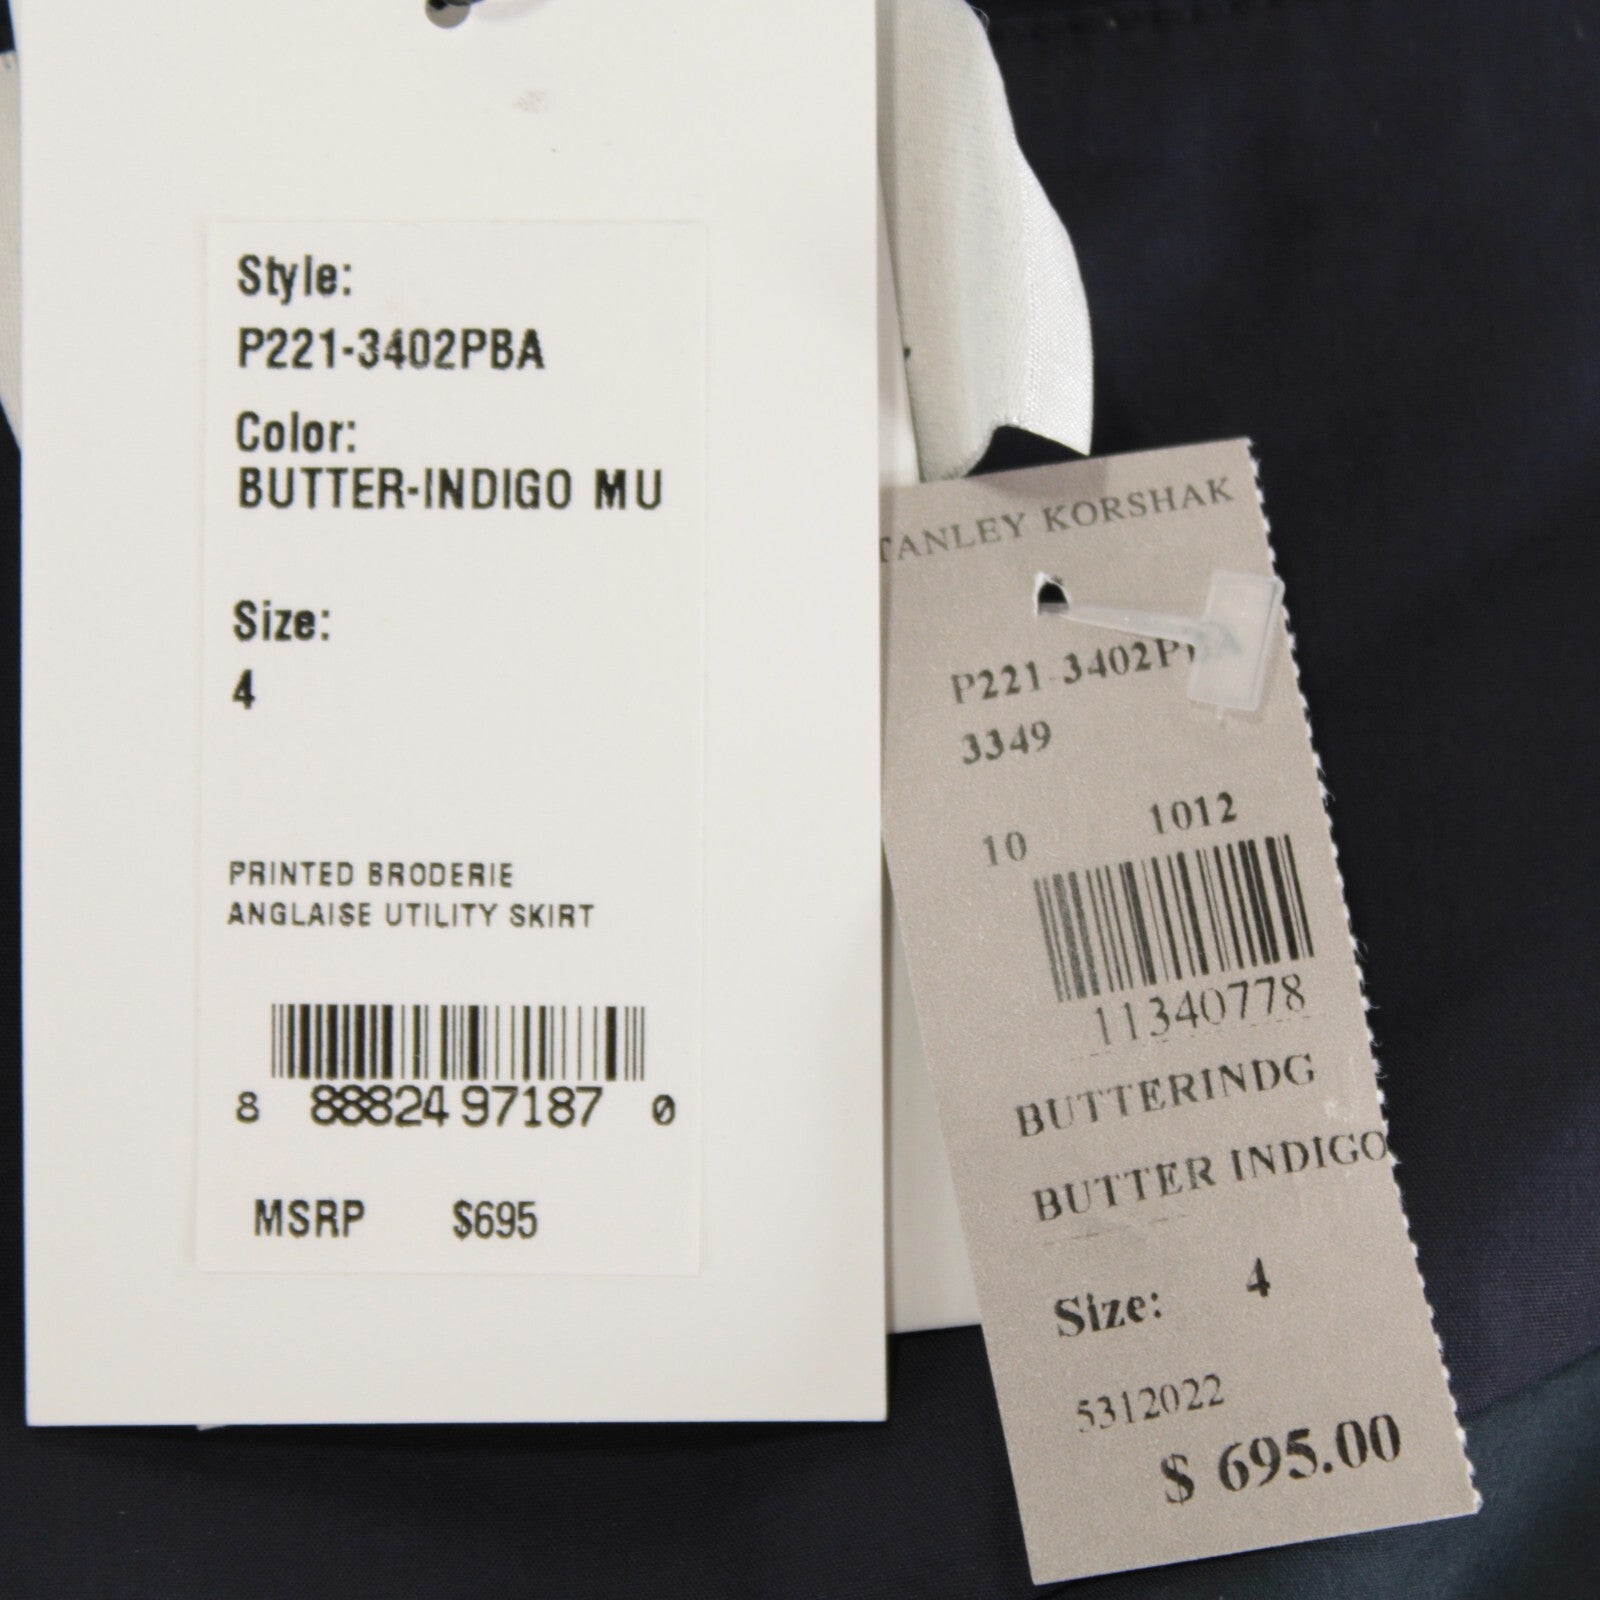 Style:
P221-3402PBA
Color:
BUTTER-INDIGO MU
Size:
4
PRINTED BRODERIE
ANGLAISE UTILITY SKIRT
8 88824 97187 0
MSRP $695
TANLEY KORSHAK
P221-3402PBA
3349
10 1012
11340778
BUTTERINDG
BUTTER INDIGO
Size: 4
5312022
$ 695.00